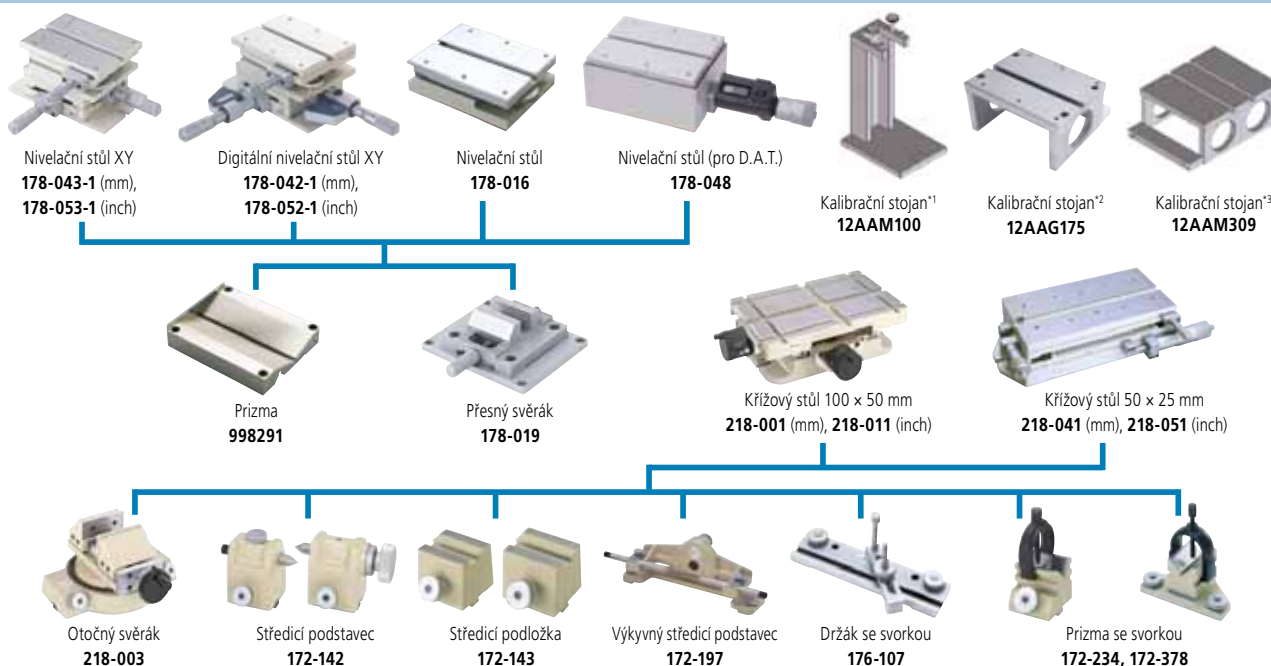 Nivelační stůl XY
178-043-1 (mm),
178-053-1 (inch)
Digitální nivelační stůl XY
178-042-1 (mm),
178-052-1 (inch)
Nivelační stůl
178-016
Nivelační stůl (pro D.A.T.)
178-048
Kalibrační stojan*1
12AAM100
Kalibrační stojan*2
12AAG175
Kalibrační stojan*3
12AAM309
Prizma
998291
Přesný svěrák
178-019
Křížový stůl 100 × 50 mm
218-001 (mm), 218-011 (inch)
Křížový stůl 50 × 25 mm
218-041 (mm), 218-051 (inch)
Otočný svěrák
218-003
Středicí podstavec
172-142
Středicí podložka
172-143
Výkyvný středicí podstavec
172-197
Držák se svorkou
176-107
Prizma se svorkou
172-234, 172-378